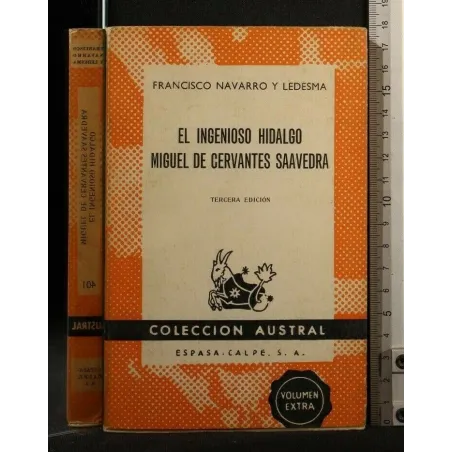 FRANCISCO NAVARRO Y LEDESMA
EL INGENIOSO HIDALGO
MIGUEL DE CERVANTES SAAVEDRA
TERCERA EDICIÓN
COLECCION AUSTRAL
ESPASA-CALPE, S. A.
VOLUMEN
EXTRA
MIGUEL DE CERVANTES SAAVEDRA
EL INGENIOSO HIDALGO
401
AUSTRAL